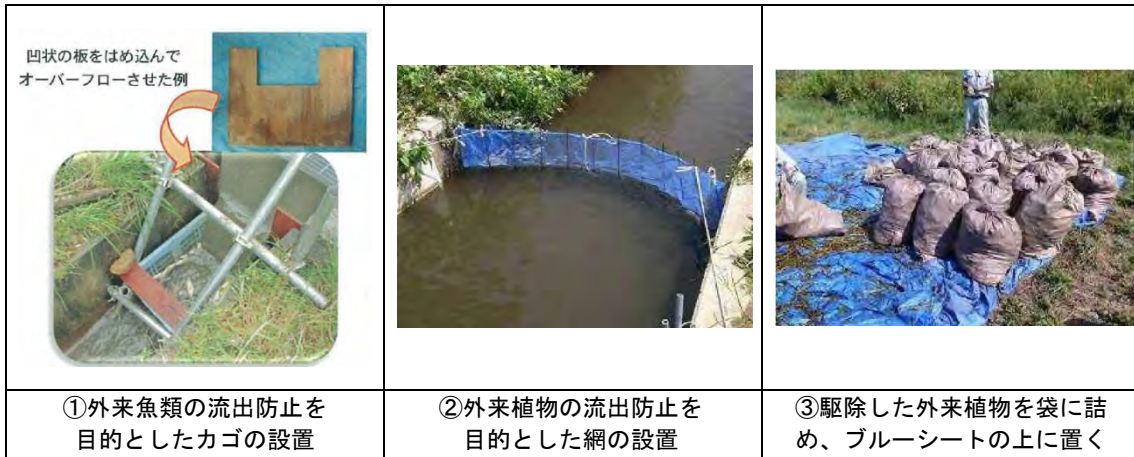 凹状の板をはめ込んで
オーバーフローさせた例
①外来魚類の流出防止を
目的としたカゴの設置
②外来植物の流出防止を
目的とした網の設置
③駆除した外来植物を袋に詰
め、ブルーシートの上に置く